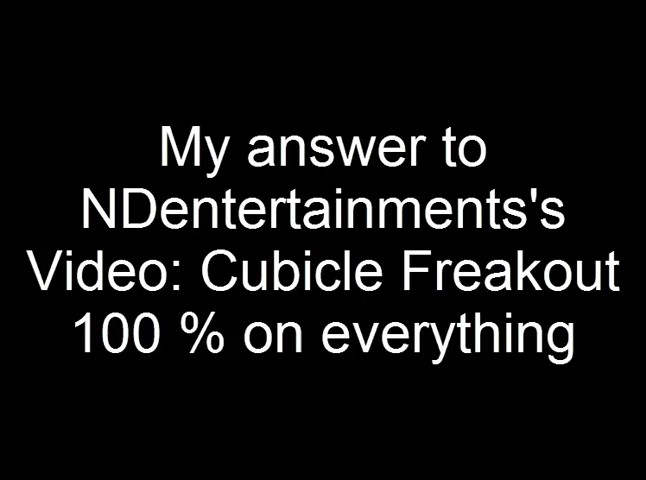 My answer to
NDentertainments's
Video: Cubicle Freakout
100 % on everything